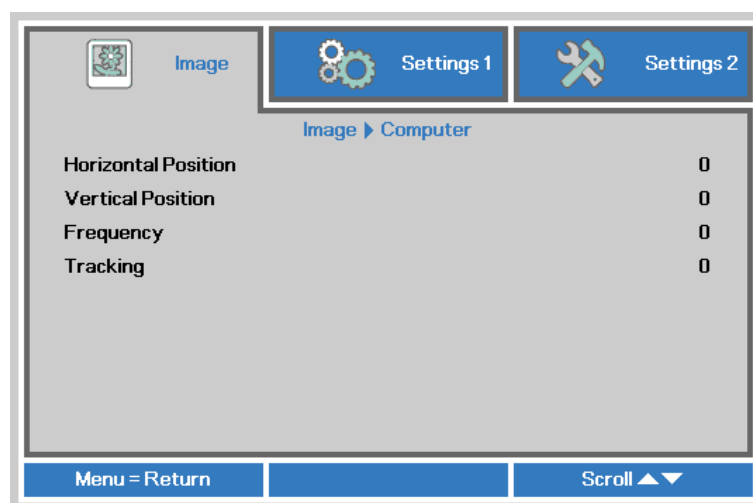 Image
Settings 1
Settings 2
Image ▶ Computer
Horizontal Position 0
Vertical Position 0
Frequency 0
Tracking 0
Menu = Return
Scroll ▲▼